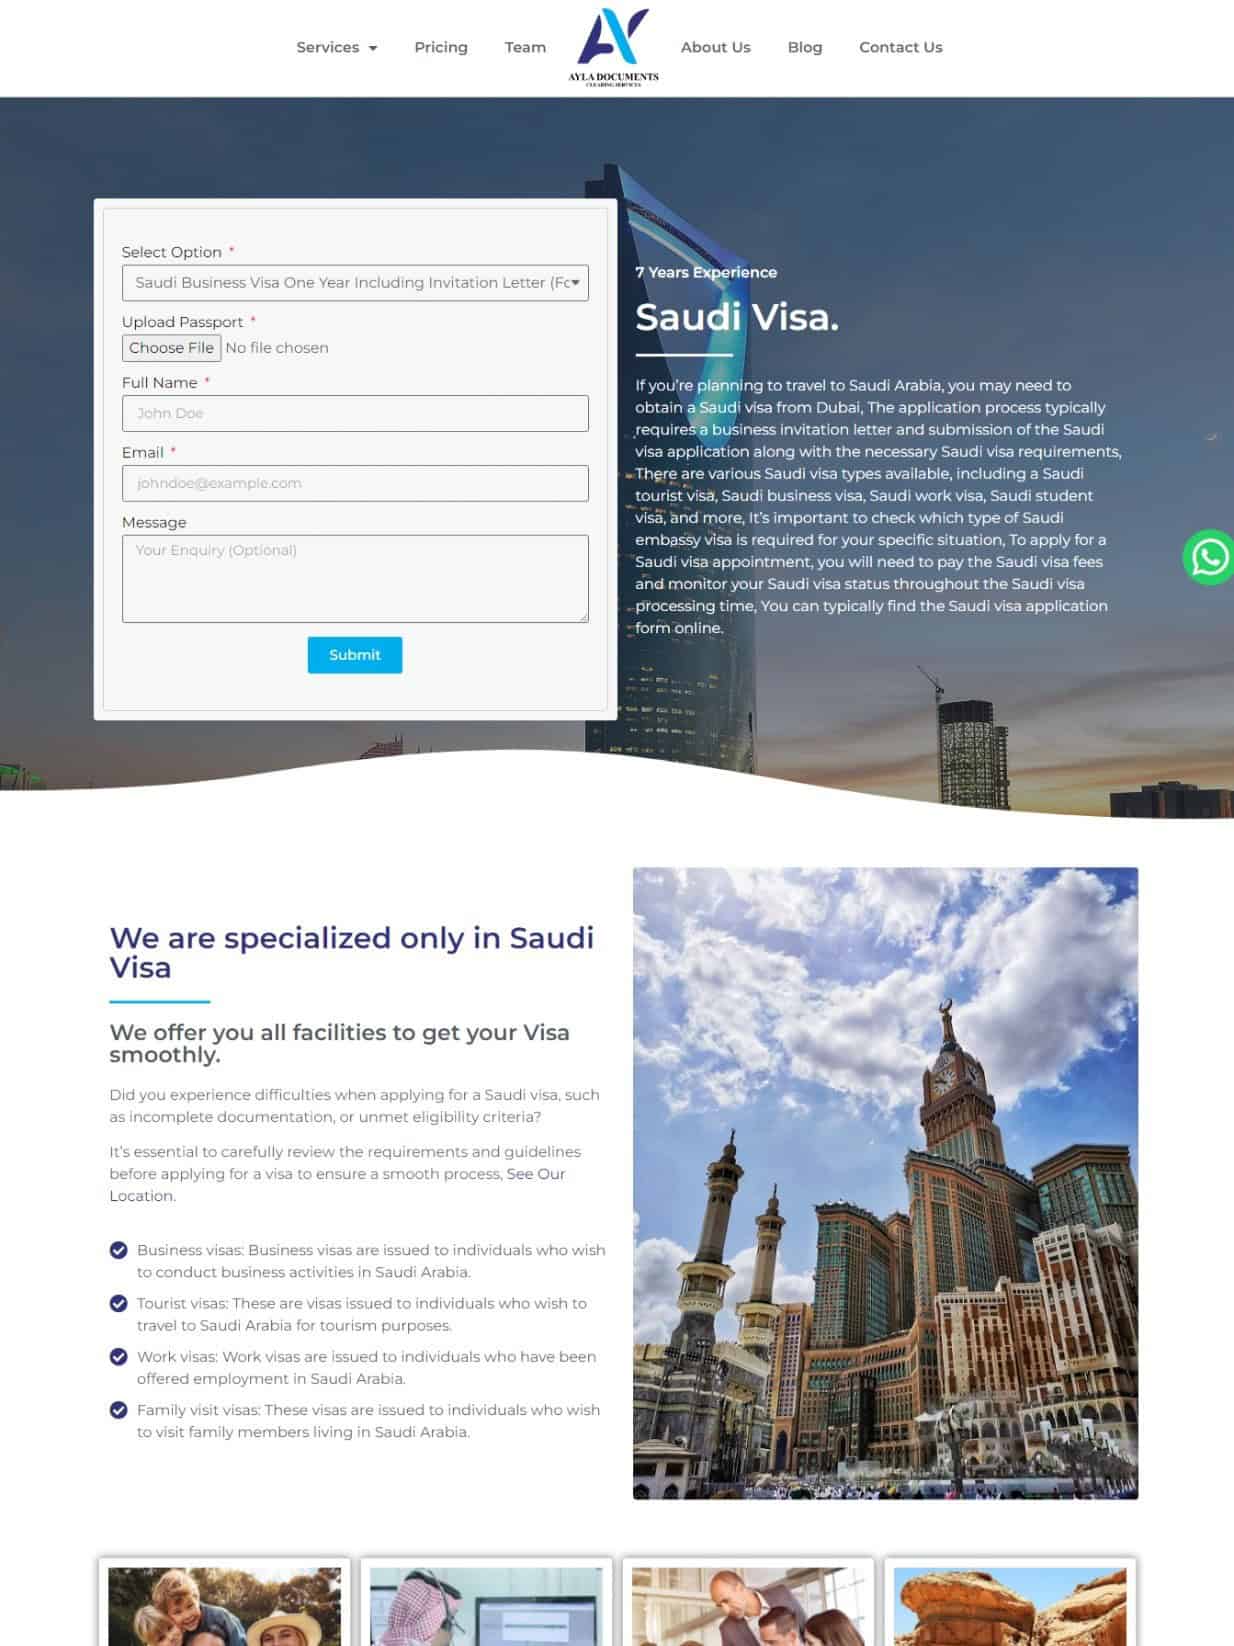 Services
Pricing
Team
AYLA DOCUMENTS
CLEARING SERVICES
About Us
Blog
Contact Us
Select Option *
Saudi Business Visa One Year Including Invitation Letter (Fo
Upload Passport *
Choose File No file chosen
Full Name *
John Doe
Email *
johndoe@example.com
Message
Your Enquiry (Optional)
Submit
7 Years Experience
Saudi Visa.
If you’re planning to travel to Saudi Arabia, you may need to
obtain a Saudi visa from Dubai, The application process typically
requires a business invitation letter and submission of the Saudi
visa application along with the necessary Saudi visa requirements,
There are various Saudi visa types available, including a Saudi
tourist visa, Saudi business visa, Saudi work visa, Saudi student
visa, and more, It’s important to check which type of Saudi
embassy visa is required for your specific situation, To apply for a
Saudi visa appointment, you will need to pay the Saudi visa fees
and monitor your Saudi visa status throughout the Saudi visa
processing time, You can typically find the Saudi visa application
form online.
We are specialized only in Saudi
Visa
We offer you all facilities to get your Visa
smoothly.
Did you experience difficulties when applying for a Saudi visa, such
as incomplete documentation, or unmet eligibility criteria?
It’s essential to carefully review the requirements and guidelines
before applying for a visa to ensure a smooth process, See Our
Location.
Business visas: Business visas are issued to individuals who wish
to conduct business activities in Saudi Arabia.
Tourist visas: These are visas issued to individuals who wish to
travel to Saudi Arabia for tourism purposes.
Work visas: Work visas are issued to individuals who have been
offered employment in Saudi Arabia.
Family visit visas: These visas are issued to individuals who wish
to visit family members living in Saudi Arabia.